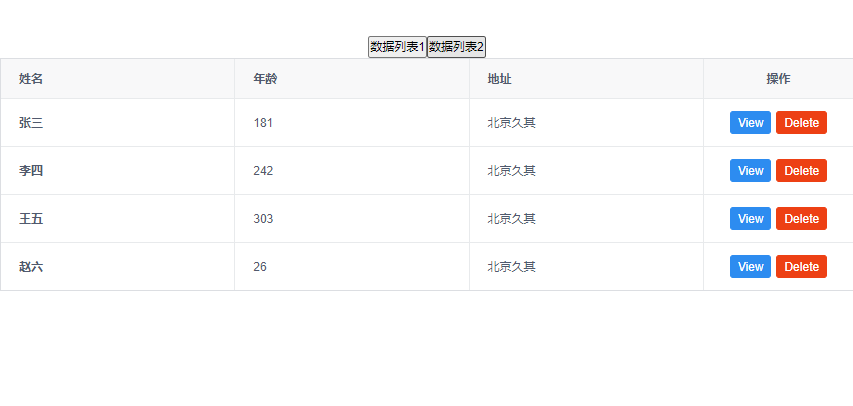 数据列表1 数据列表2
姓名 年龄 地址 操作
张三 181 北京久其 View Delete
李四 242 北京久其 View Delete
王五 303 北京久其 View Delete
赵六 26 北京久其 View Delete